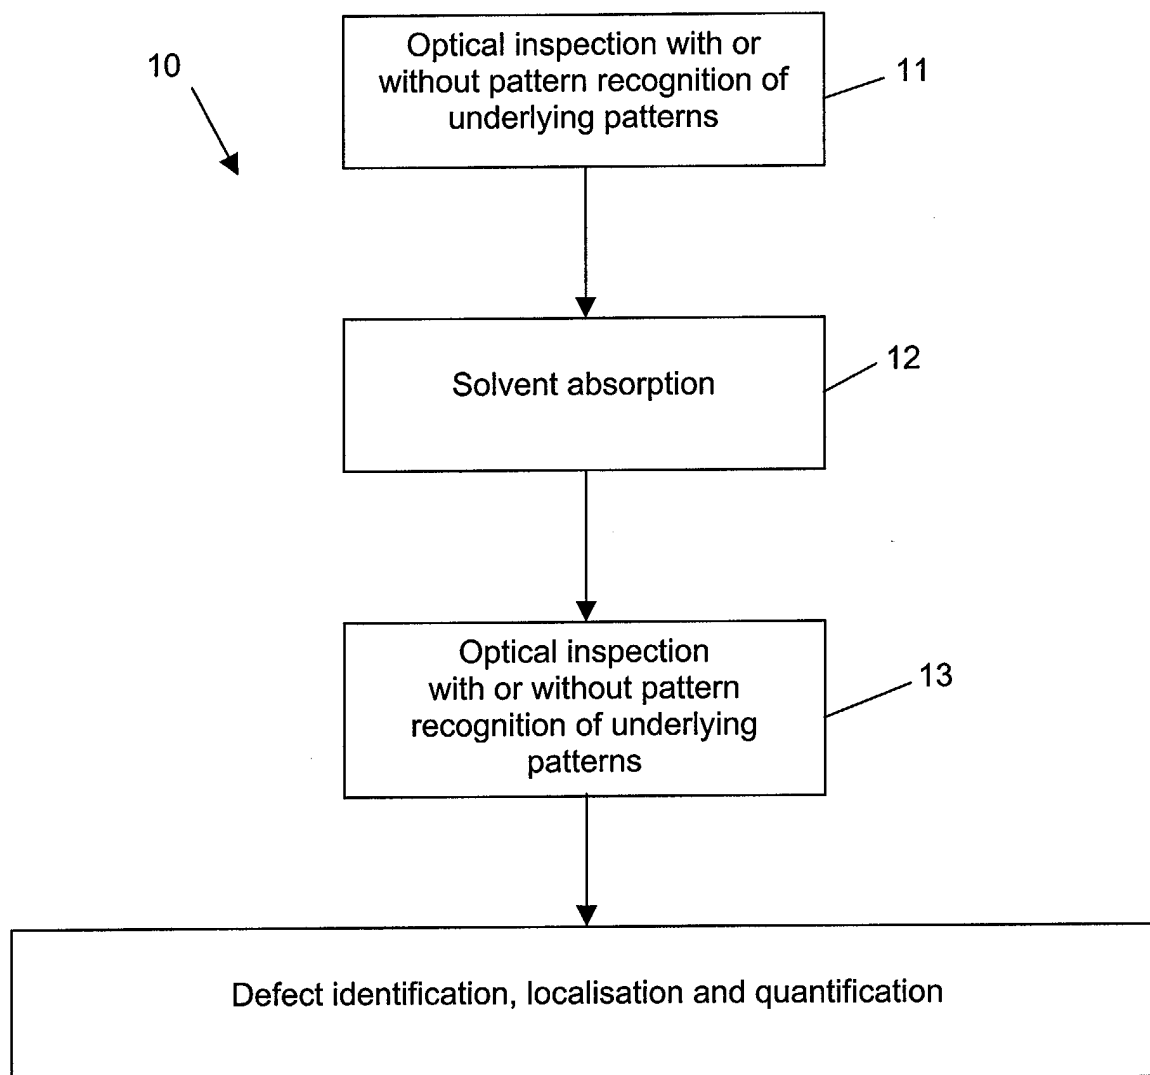 10
Optical inspection with or
without pattern recognition of
underlying patterns
11
Solvent absorption
12
Optical inspection
with or without pattern
recognition of underlying
patterns
13
Defect identification, localisation and quantification